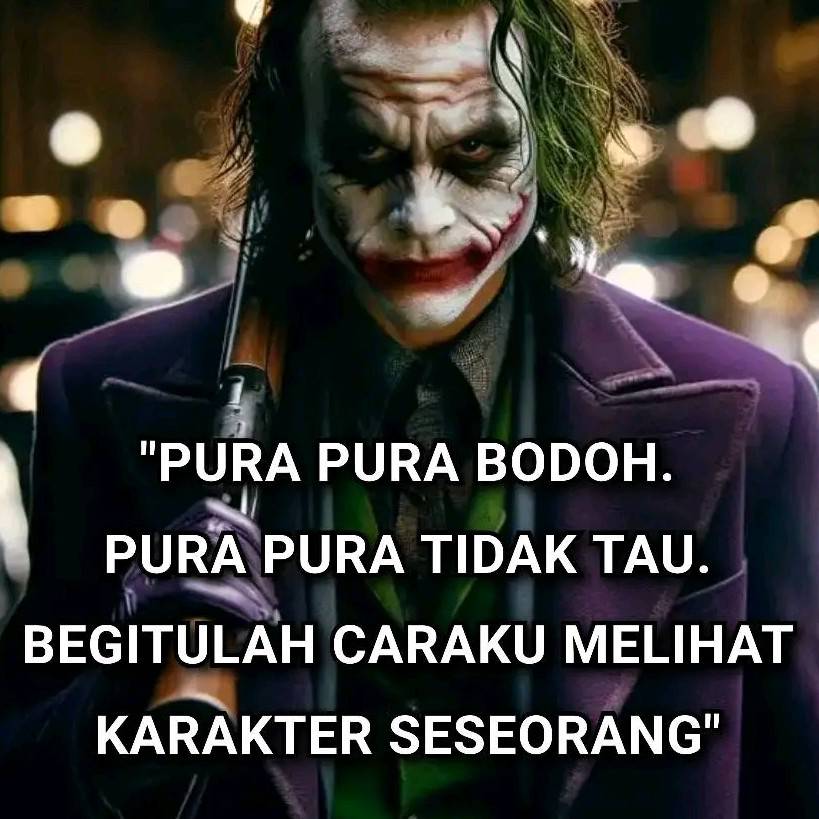 "PURA PURA BODOH.
PURA PURA TIDAK TAU.
BEGITULAH CARAKU MELIHAT
KARAKTER SESEORANG"